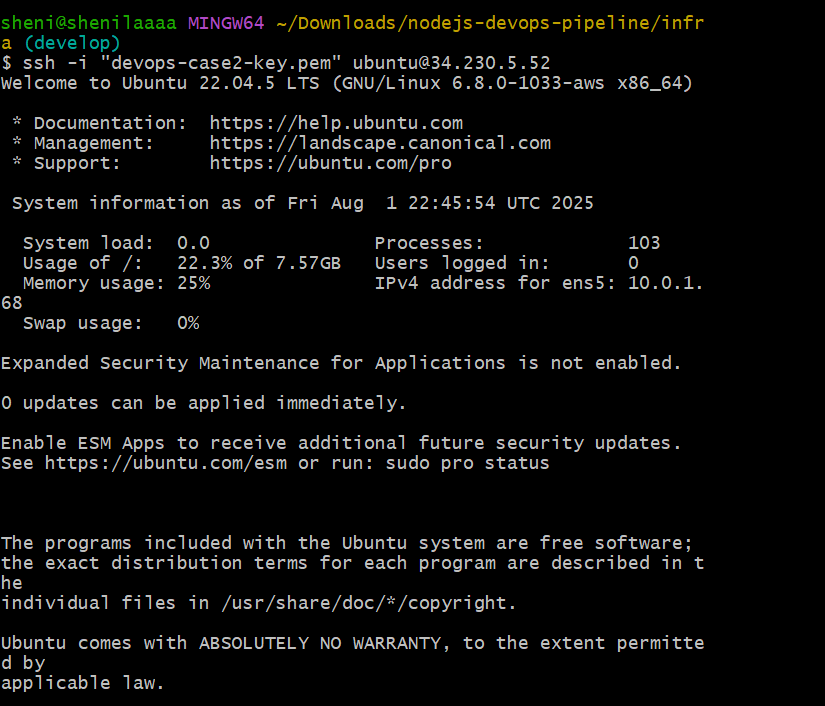 sheni@shenilaaaa MINGW64 ~/Downloads/nodejs-devops-pipeline/infr
a (develop)
$ ssh -i "devops-case2-key.pem" ubuntu@34.230.5.52
Welcome to Ubuntu 22.04.5 LTS (GNU/Linux 6.8.0-1033-aws x86_64)
* Documentation:  https://help.ubuntu.com
* Management:     https://landscape.canonical.com
* Support:        https://ubuntu.com/pro
System information as of Fri Aug  1 22:45:54 UTC 2025
System load:  0.0               Processes:             103
Usage of /:   22.3% of 7.57GB   Users logged in:       0
Memory usage: 25%               IPv4 address for ens5: 10.0.1.
68
Swap usage:   0%
Expanded Security Maintenance for Applications is not enabled.
0 updates can be applied immediately.
Enable ESM Apps to receive additional future security updates.
See https://ubuntu.com/esm or run: sudo pro status
The programs included with the Ubuntu system are free software;
the exact distribution terms for each program are described in t
he
individual files in /usr/share/doc/*/copyright.
Ubuntu comes with ABSOLUTELY NO WARRANTY, to the extent permitte
d by
applicable law.